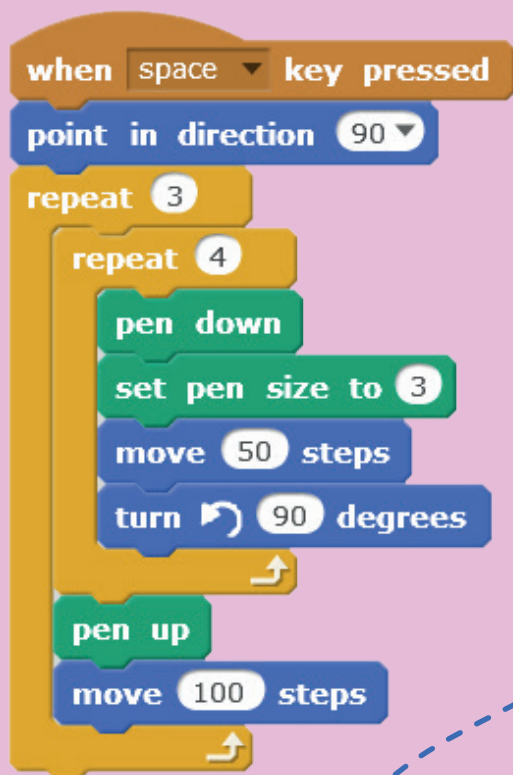 when space key pressed
point in direction 90
repeat 3
repeat 4
pen down
set pen size to 3
move 50 steps
turn 90 degrees
pen up
move 100 steps